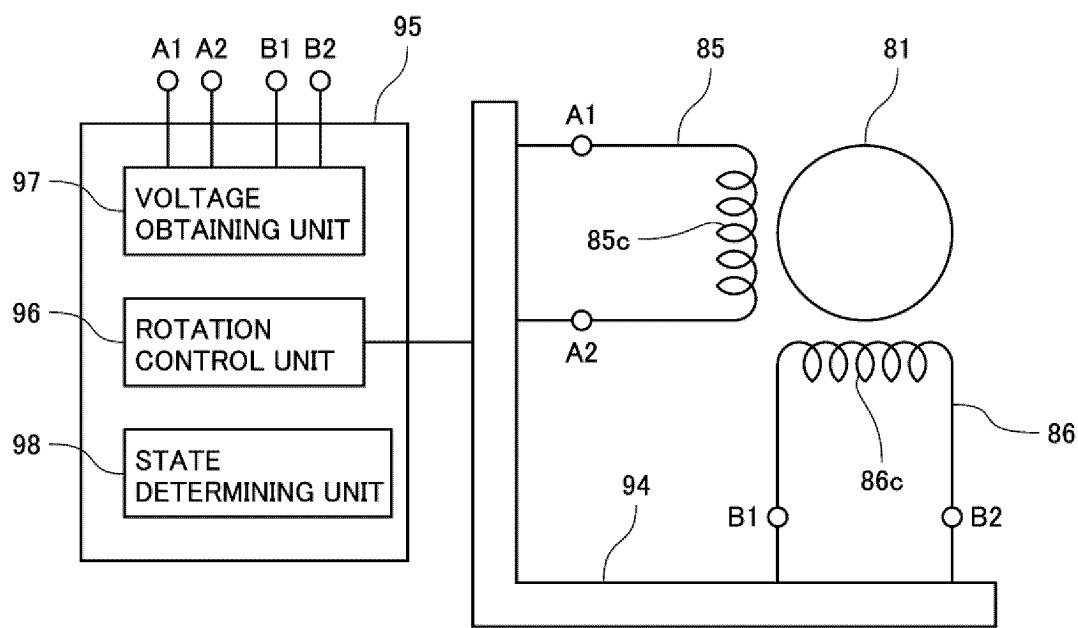 A1 A2 B1 B2
95
85
81
97
VOLTAGE
OBTAINING UNIT
A1
85c
96
ROTATION
CONTROL UNIT
A2
98
STATE
DETERMINING UNIT
94
86c
86
B1
B2